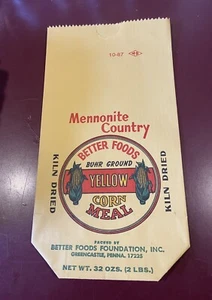 10-87
Mennonite
Country
BETTER FOODS
BUHR GROUND
YELLOW
CORN
MEAL
KILN DRIED
KILN DRIED
PACKED BY
BETTER FOODS FOUNDATION, INC.
GREENCASTLE, PENNA. 17225
NET WT. 32 OZS. (2 LBS.)